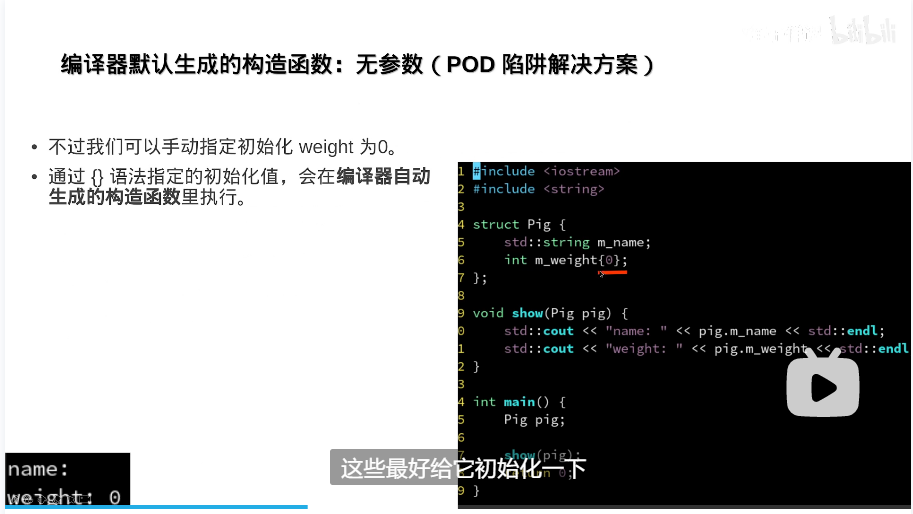 bilibili
编译器默认生成的构造函数：无参数（POD 陷阱解决方案）
• 不过我们可以手动指定初始化 weight 为0。
• 通过 {} 语法指定的初始化值，会在编译器自动
生成的构造函数里执行。
1 #include <iostream>
2 #include <string>
3
4 struct Pig {
5 std::string m_name;
6 int m_weight{0};
7 };
8
9 void show(Pig pig) {
0 std::cout << "name: " << pig.m_name << std::endl;
1 std::cout << "weight: " << pig.m_weight << std::endl
2 }
3
4 int main() {
5 Pig pig;
6
7 show(pig);
0;
9 }
name:
weight: 0
这些最好给它初始化一下